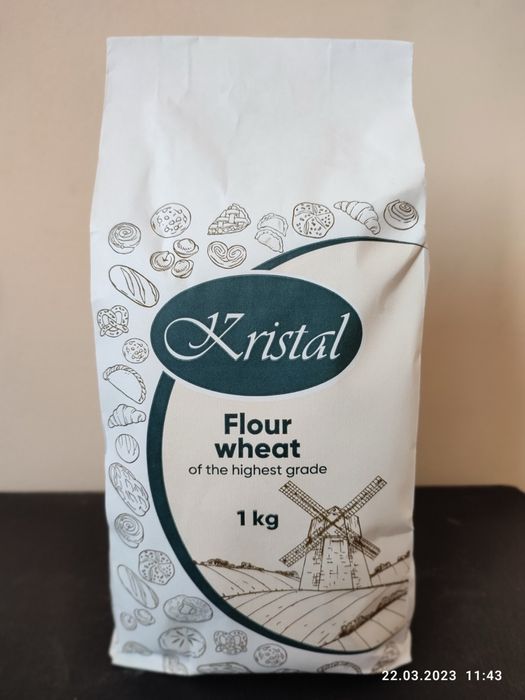 Kristal
Flour
wheat
of the highest grade
1 kg
22.03.2023 11:43